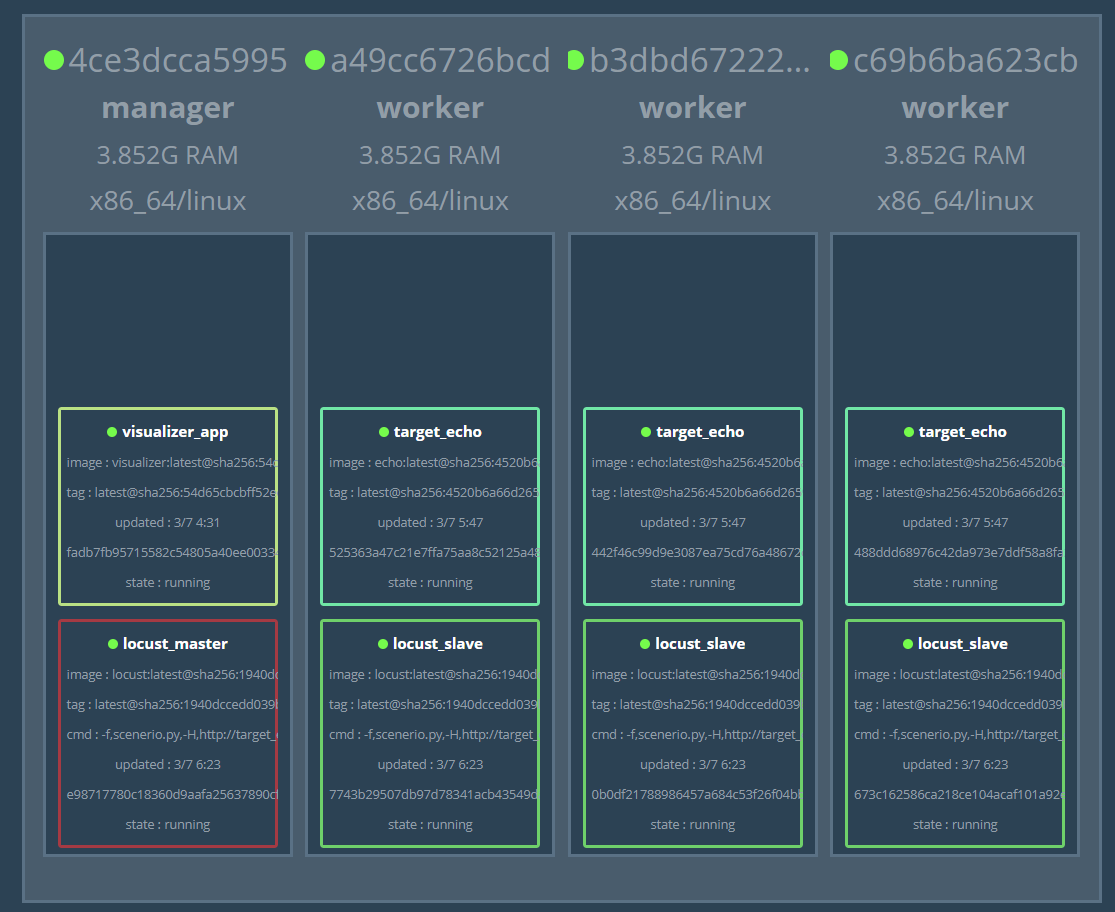 4ce3dcca5995
manager
3.852G RAM
x86_64/linux
visualizer_app
image : visualizer:latest@sha256:54
tag : latest@sha256:54d65cbcbff52e
updated : 3/7 4:31
fadb7fb95715582c54805a40ee0033
state : running
locust_master
image : locust:latest@sha256:1940d
tag : latest@sha256:1940dccedd039
cmd : -f,scenerio.py,-H,http://target_
updated : 3/7 6:23
e98717780c18360d9aafa25637890c
state : running
a49cc6726bcd
worker
3.852G RAM
x86_64/linux
target_echo
image : echo:latest@sha256:4520b6
tag : latest@sha256:4520b6a66d265
updated : 3/7 5:47
525363a47c21e7ffa75aa8c52125a48
state : running
locust_slave
image : locust:latest@sha256:1940d
tag : latest@sha256:1940dccedd039
cmd : -f,scenerio.py,-H,http://target_
updated : 3/7 6:23
7743b29507db97d78341acb43549d
state : running
b3dbd67222...
worker
3.852G RAM
x86_64/linux
target_echo
image : echo:latest@sha256:4520b6
tag : latest@sha256:4520b6a66d265
updated : 3/7 5:47
442f46c99d9e3087ea75cd76a48672
state : running
locust_slave
image : locust:latest@sha256:1940d
tag : latest@sha256:1940dccedd039
cmd : -f,scenerio.py,-H,http://target_
updated : 3/7 6:23
0b0df21788986457a684c53f26f04b
state : running
c69b6ba623cb
worker
3.852G RAM
x86_64/linux
target_echo
image : echo:latest@sha256:4520b6
tag : latest@sha256:4520b6a66d265
updated : 3/7 5:47
488ddd68976c42da973e7ddf58a8fa
state : running
locust_slave
image : locust:latest@sha256:1940d
tag : latest@sha256:1940dccedd039
cmd : -f,scenerio.py,-H,http://target_
updated : 3/7 6:23
673c162586ca218ce104acaf101a92
state : running